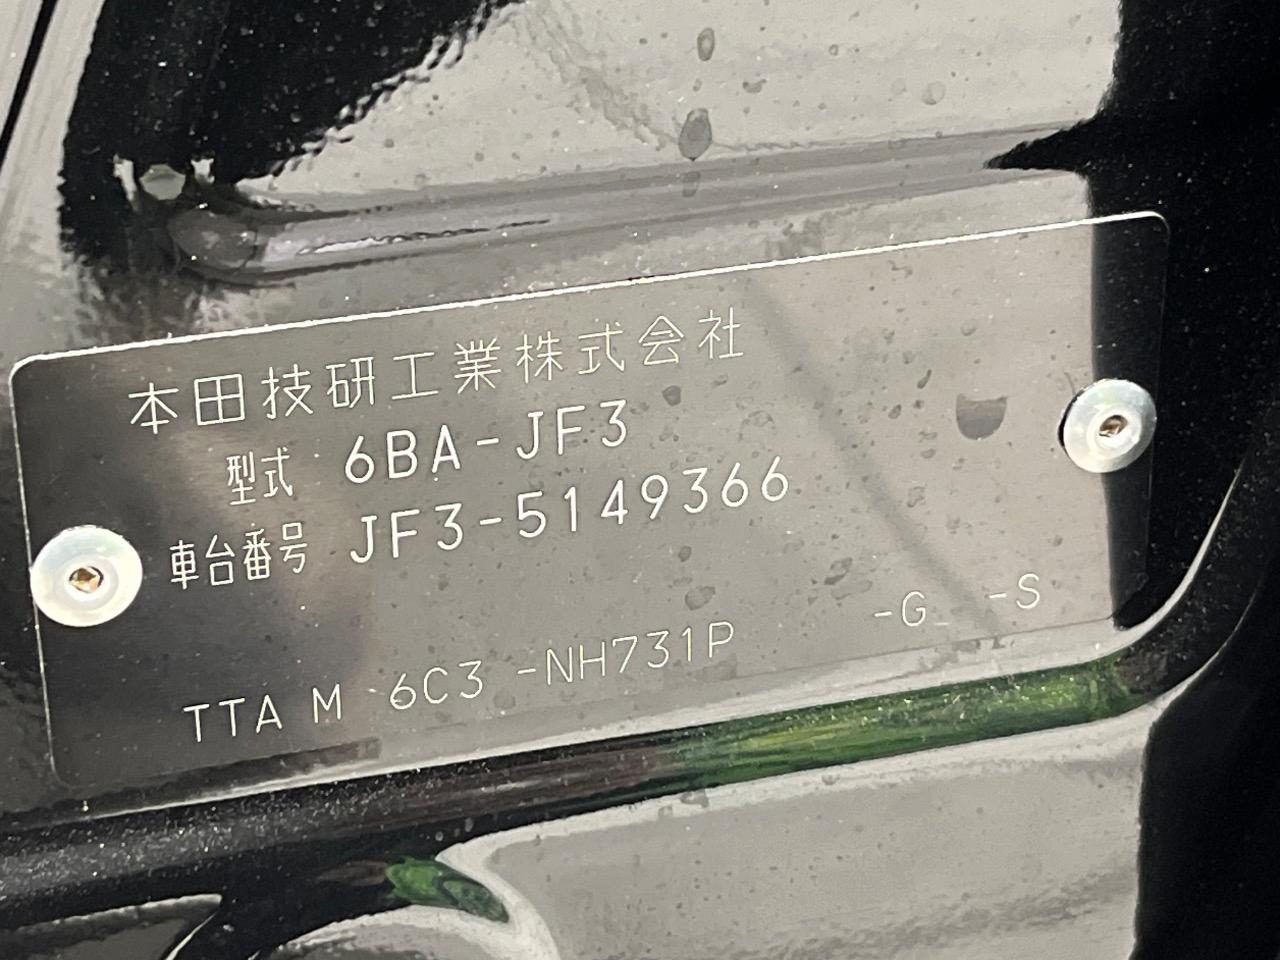 本田技研工業株式会社
型式 6BA-JF3
車台番号 JF3-5149366
TTA M 6C3 -NH731P -G -S